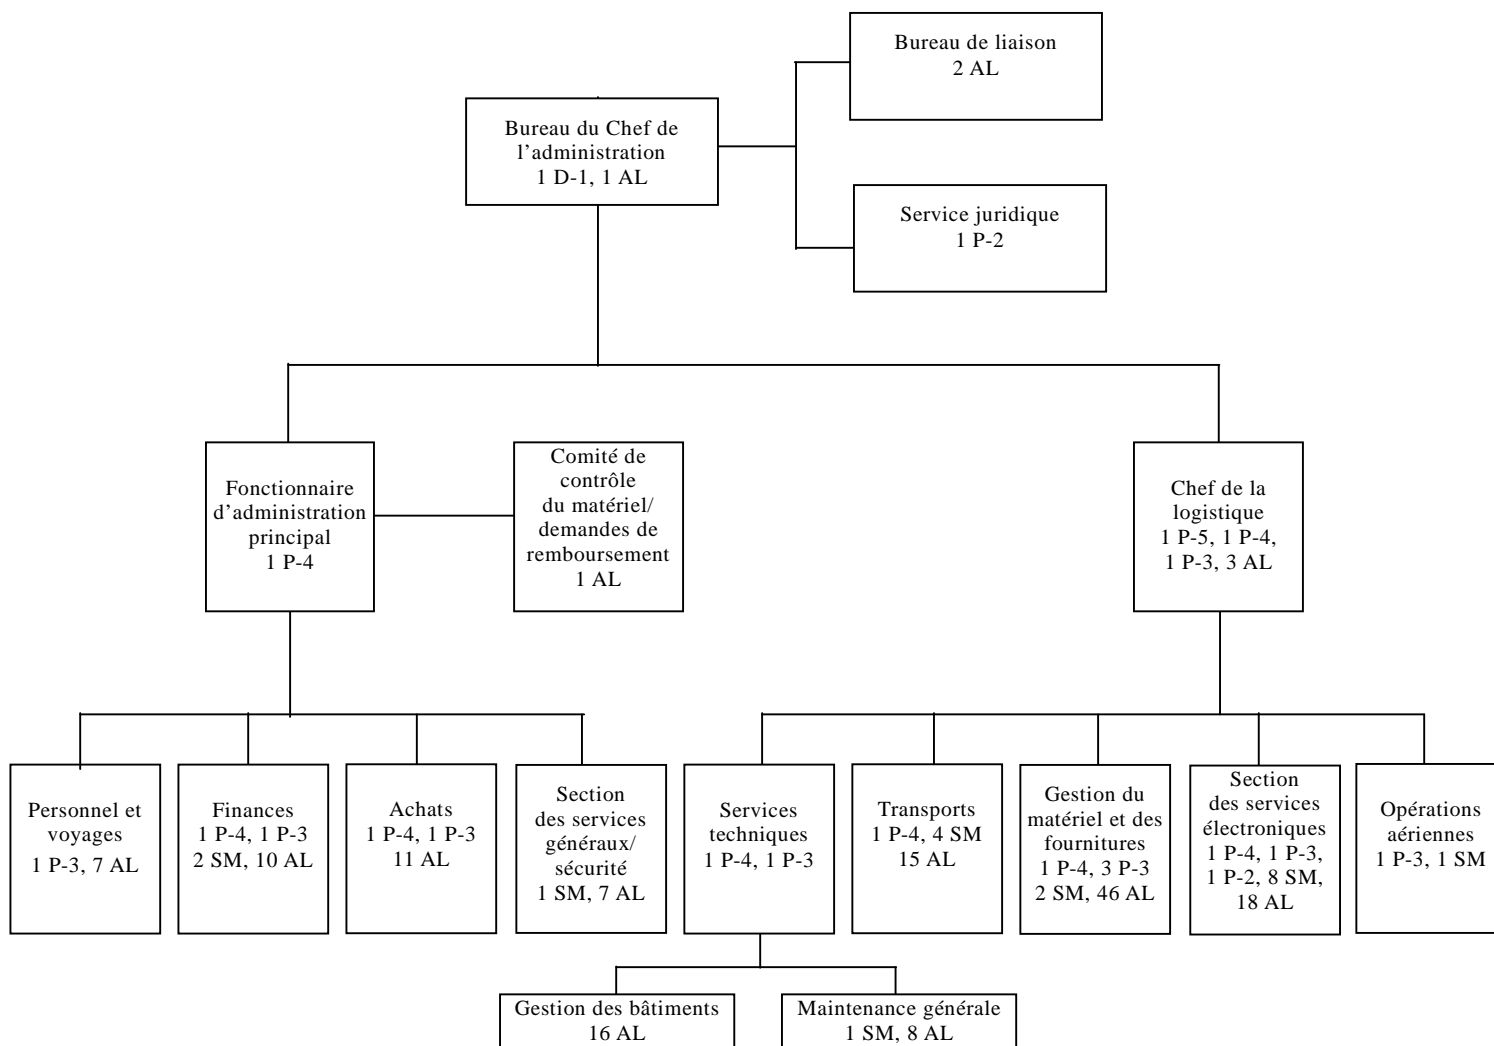 Bureau de liaison
2 AL
Bureau du Chef de
l’administration
1 D-1, 1 AL
Service juridique
1 P-2
Fonctionnaire
d’administration
principal
1 P-4
Comité de
contrôle
du matériel/
demandes de
remboursement
1 AL
Chef de la
logistique
1 P-5, 1 P-4,
1 P-3, 3 AL
Personnel et
voyages
1 P-3, 7 AL
Finances
1 P-4, 1 P-3
2 SM, 10 AL
Achats
1 P-4, 1 P-3
11 AL
Section
des services
généraux/
sécurité
1 SM, 7 AL
Services
techniques
1 P-4, 1 P-3
Transports
1 P-4, 4 SM
15 AL
Gestion du
matériel et des
fournitures
1 P-4, 3 P-3
2 SM, 46 AL
Section
des services
électroniques
1 P-4, 1 P-3,
1 P-2, 8 SM,
18 AL
Opérations
aériennes
1 P-3, 1 SM
Gestion des bâtiments
16 AL
Maintenance générale
1 SM, 8 AL